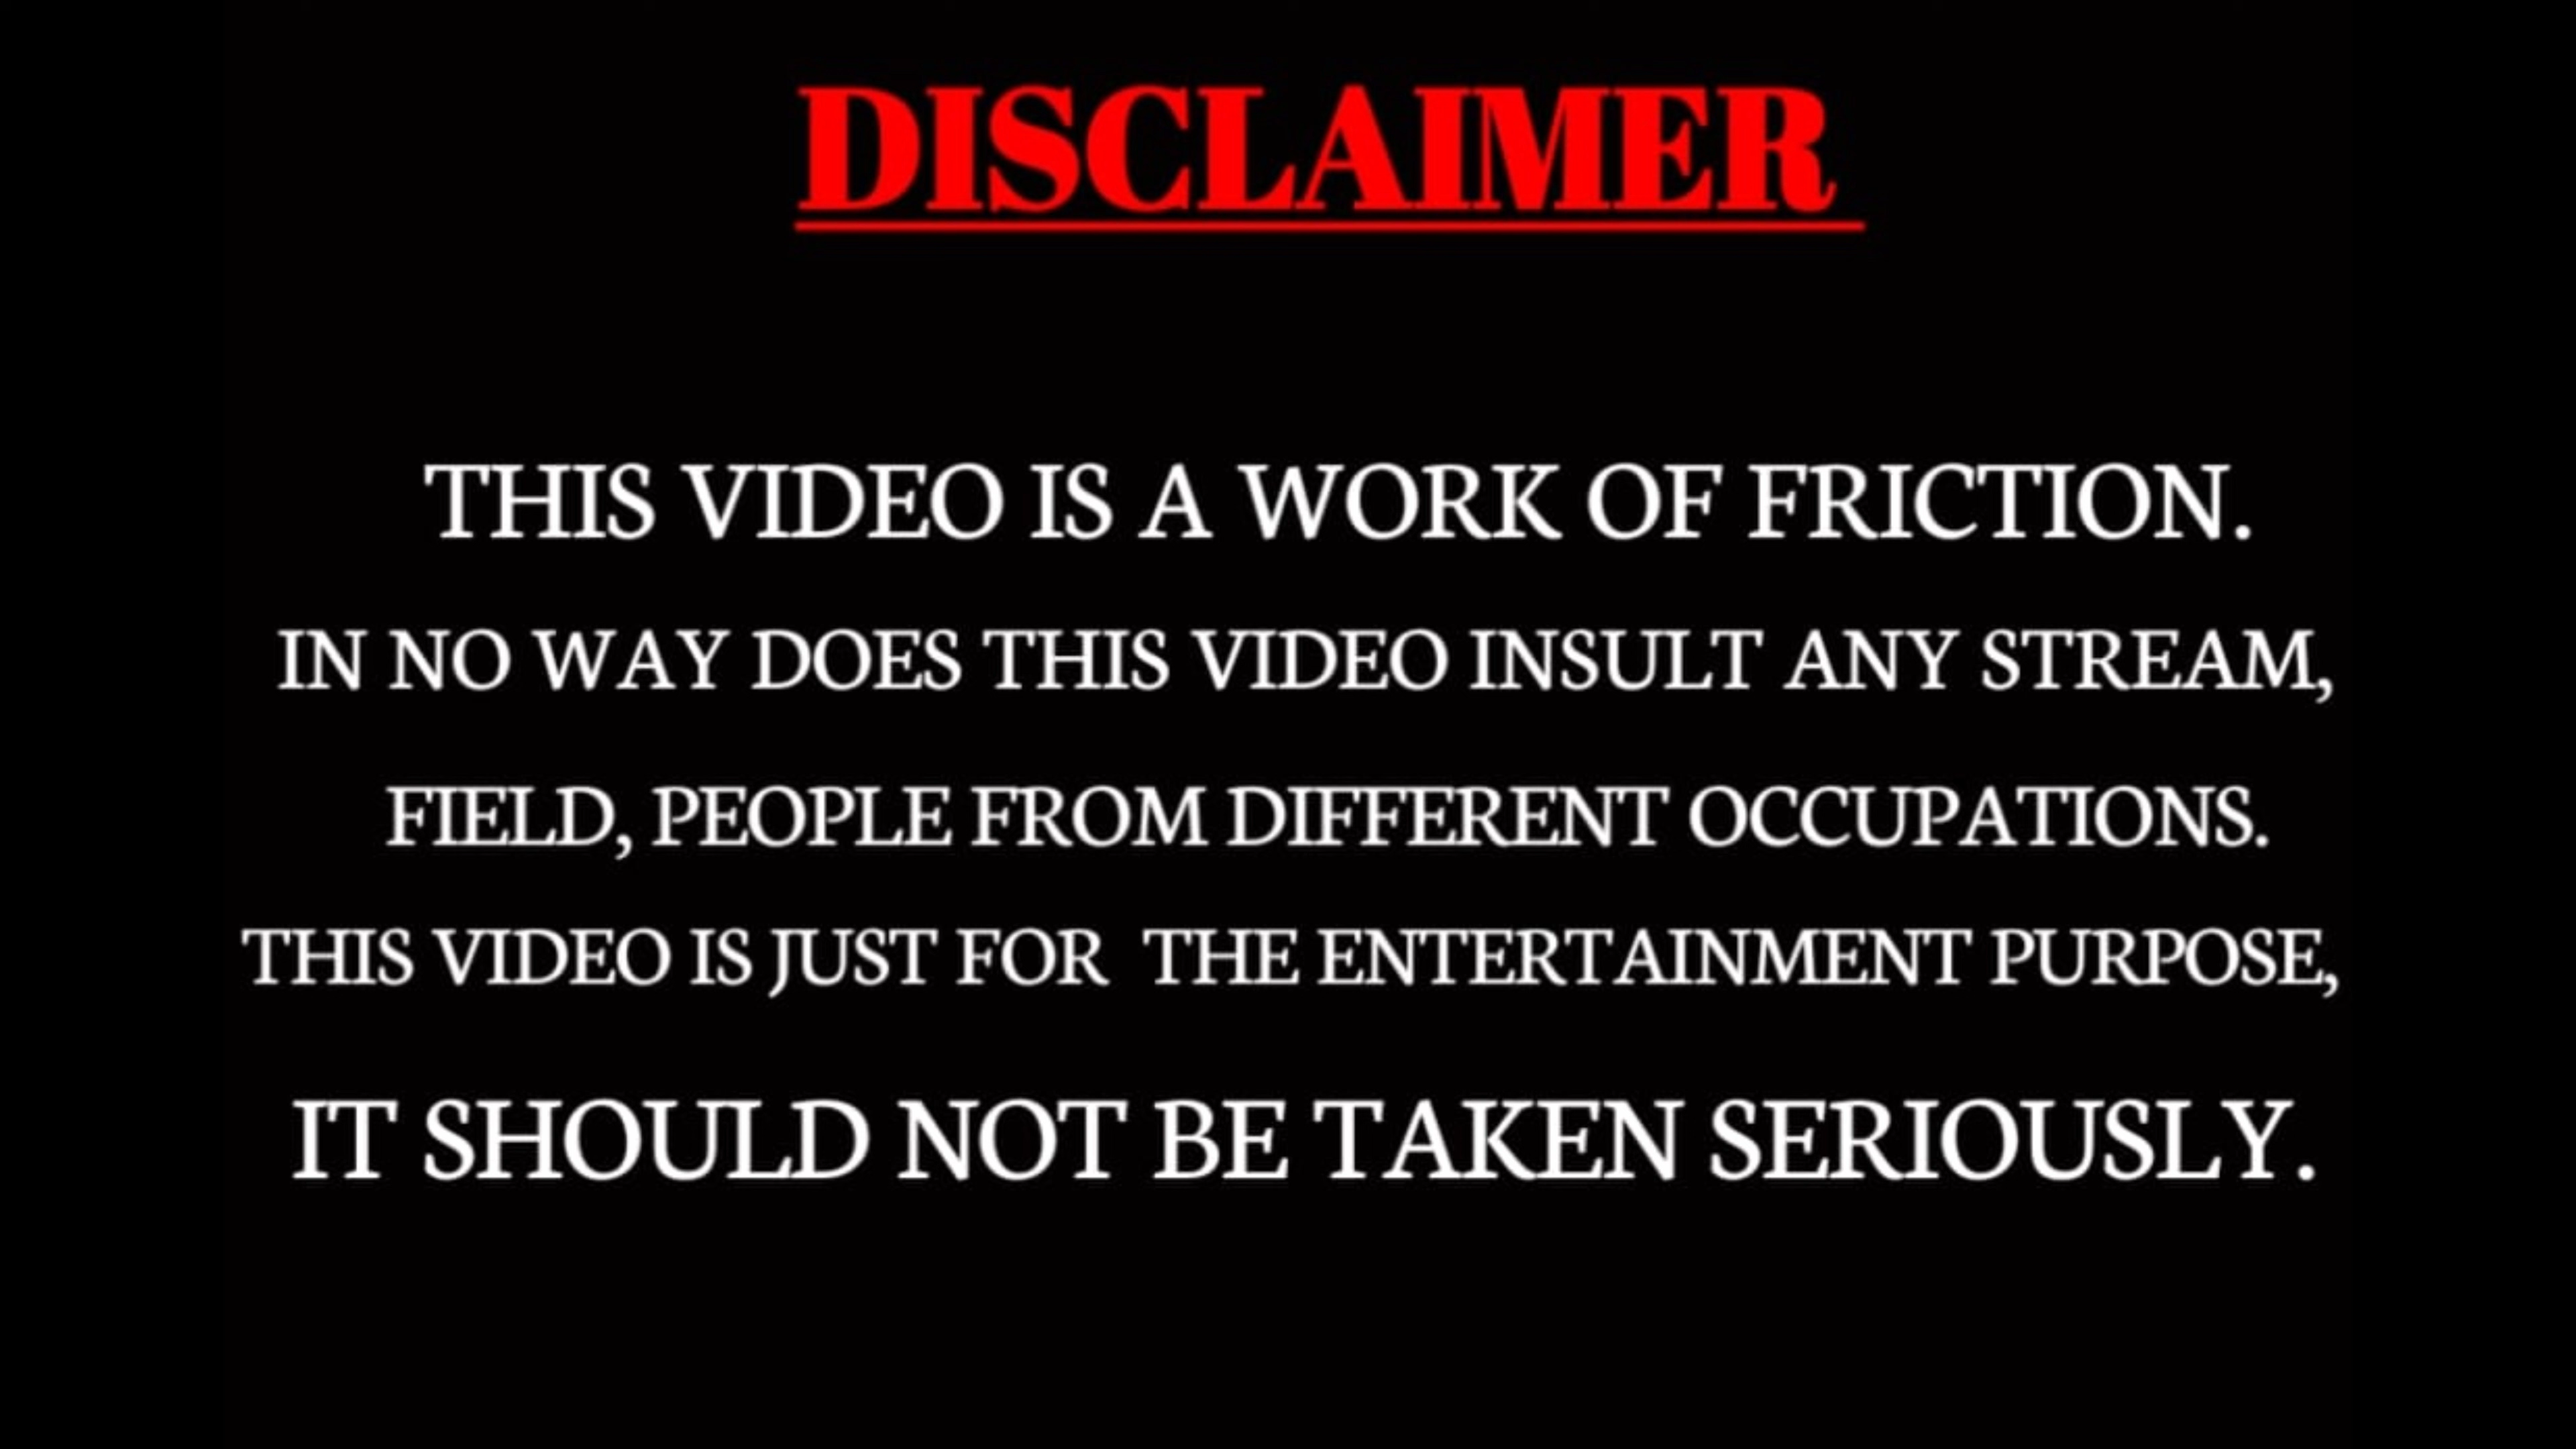 DISCLAIMER
THIS VIDEO IS A WORK OF FRICTION.
IN NO WAY DOES THIS VIDEO INSULT ANY STREAM,
FIELD, PEOPLE FROM DIFFERENT OCCUPATIONS.
THIS VIDEO IS JUST FOR THE ENTERTAINMENT PURPOSE,
IT SHOULD NOT BE TAKEN SERIOUSLY.